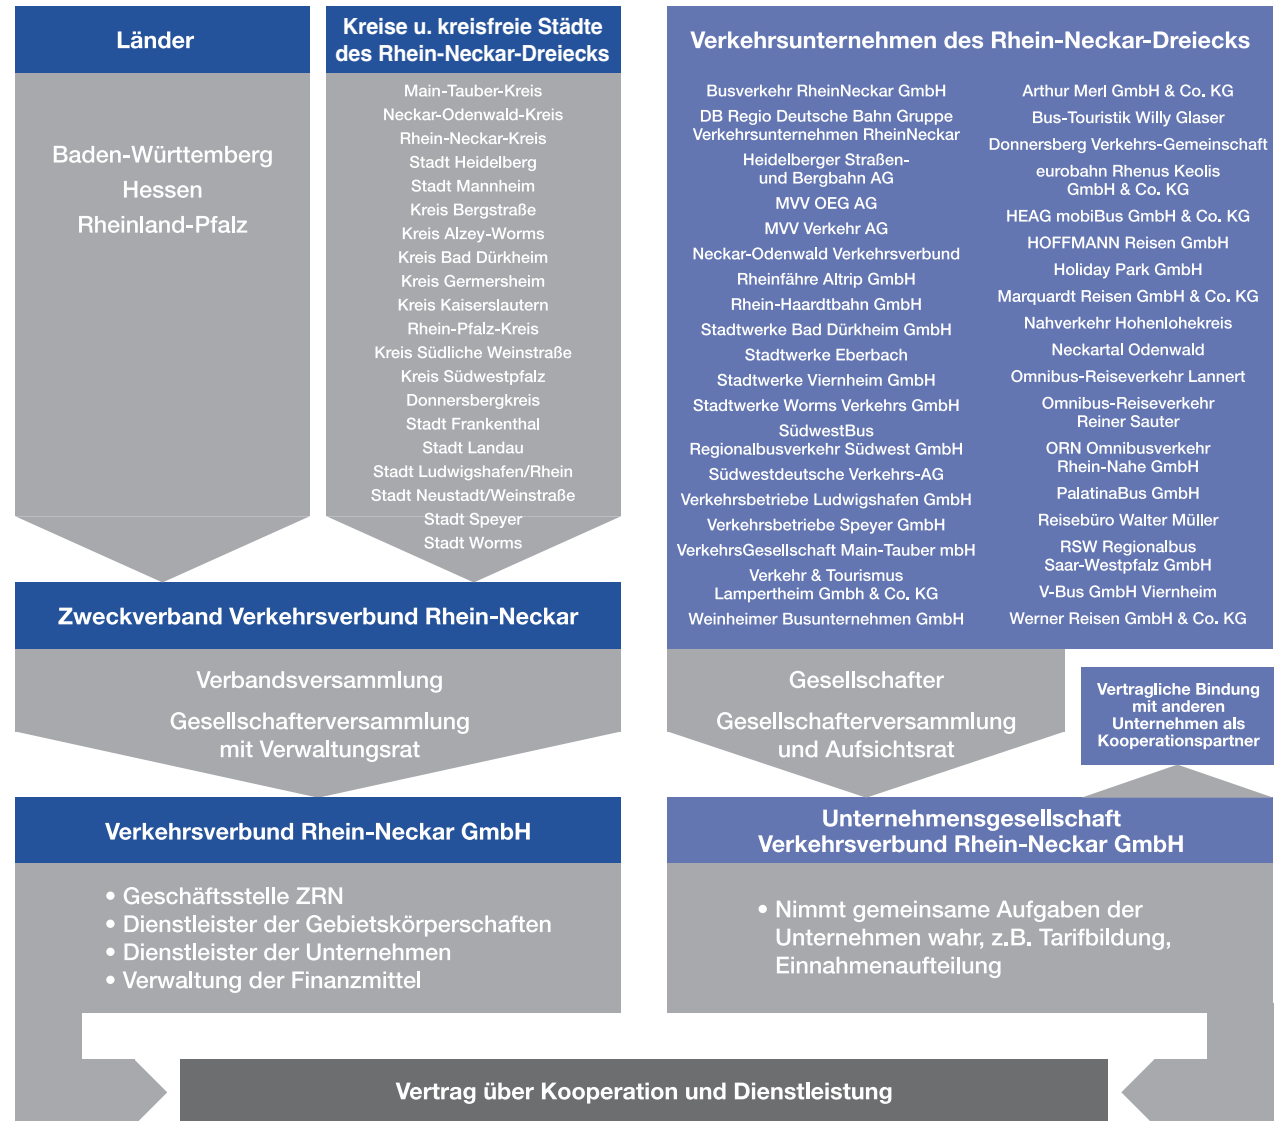 Länder
Baden-Württemberg
Hessen
Rheinland-Pfalz
Kreise u. kreisfreie Städte
des Rhein-Neckar-Dreiecks
Main-Tauber-Kreis
Neckar-Odenwald-Kreis
Rhein-Neckar-Kreis
Stadt Heidelberg
Stadt Mannheim
Kreis Bergstraße
Kreis Alzey-Worms
Kreis Bad Dürkheim
Kreis Germersheim
Kreis Kaiserslautern
Rhein-Pfalz-Kreis
Kreis Südliche Weinstraße
Kreis Südwestpfalz
Donnersbergkreis
Stadt Frankenthal
Stadt Landau
Stadt Ludwigshafen/Rhein
Stadt Neustadt/Weinstraße
Stadt Speyer
Stadt Worms
Zweckverband Verkehrsverbund Rhein-Neckar
Verbandsversammlung
Gesellschafterversammlung
mit Verwaltungsrat
Verkehrsverbund Rhein-Neckar GmbH
• Geschäftsstelle ZRN
• Dienstleister der Gebietskörperschaften
• Dienstleister der Unternehmen
• Verwaltung der Finanzmittel
Verkehrsunternehmen des Rhein-Neckar-Dreiecks
Busverkehr RheinNeckar GmbH
DB Regio Deutsche Bahn Gruppe
Verkehrsunternehmen RheinNeckar
Heidelberger Straßen-
und Bergbahn AG
MVV OEG AG
MVV Verkehr AG
Neckar-Odenwald Verkehrsverbund
Rheinfähre Altrip GmbH
Rhein-Haardtbahn GmbH
Stadtwerke Bad Dürkheim GmbH
Stadtwerke Eberbach
Stadtwerke Viernheim GmbH
Stadtwerke Worms Verkehrs GmbH
SüdwestBus
Regionalbusverkehr Südwest GmbH
Südwestdeutsche Verkehrs-AG
Verkehrsbetriebe Ludwigshafen GmbH
Verkehrsbetriebe Speyer GmbH
VerkehrsGesellschaft Main-Tauber mbH
Verkehr & Tourismus
Lampertheim Gmbh & Co. KG
Weinheimer Busunternehmen GmbH
Arthur Merl GmbH & Co. KG
Bus-Touristik Willy Glaser
Donnersberg Verkehrs-Gemeinschaft
eurobahn Rhenus Keolis
GmbH & Co. KG
HEAG mobiBus GmbH & Co. KG
HOFFMANN Reisen GmbH
Holiday Park GmbH
Marquardt Reisen GmbH & Co. KG
Nahverkehr Hohenlohekreis
Neckartal Odenwald
Omnibus-Reiseverkehr Lannert
Omnibus-Reiseverkehr
Reiner Sauter
ORN Omnibusverkehr
Rhein-Nahe GmbH
PalatinaBus GmbH
Reisebüro Walter Müller
RSW Regionalbus
Saar-Westpfalz GmbH
V-Bus GmbH Viernheim
Werner Reisen GmbH & Co. KG
Gesellschafter
Gesellschafterversammlung
und Aufsichtsrat
Vertragliche Bindung
mit anderen
Unternehmen als
Kooperationspartner
Unternehmensgesellschaft
Verkehrsverbund Rhein-Neckar GmbH
• Nimmt gemeinsame Aufgaben der
Unternehmen wahr, z.B. Tarifbildung,
Einnahmenaufteilung
Vertrag über Kooperation und Dienstleistung